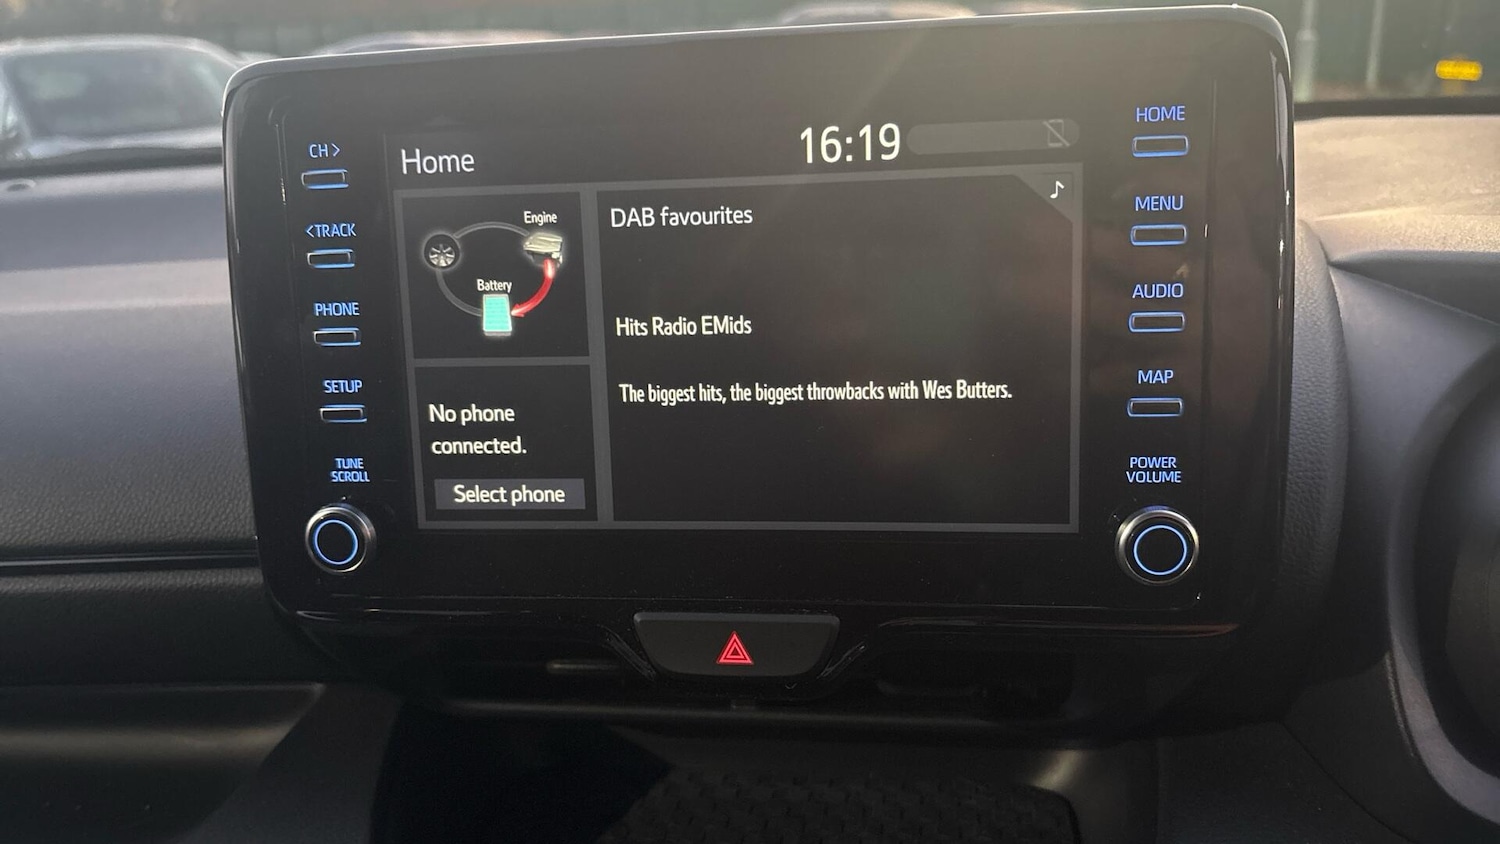 CH>
<TRACK
PHONE
SETUP
TUNE
SCROLL
Home
16:19
Engine
Battery
No phone
connected.
Select phone
DAB favourites
Hits Radio EMids
The biggest hits, the biggest throwbacks with Wes Butters.
HOME
MENU
AUDIO
MAP
POWER
VOLUME